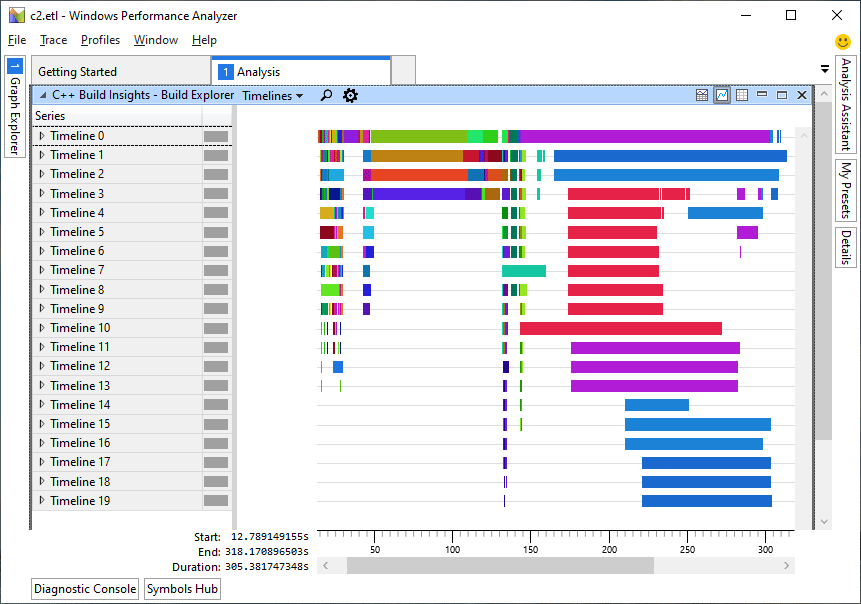 c2.etl - Windows Performance Analyzer
File Trace Profiles Window Help
1 Graph Explorer
Getting Started
1 Analysis
C++ Build Insights - Build Explorer Timelines
Series
Timeline 0
Timeline 1
Timeline 2
Timeline 3
Timeline 4
Timeline 5
Timeline 6
Timeline 7
Timeline 8
Timeline 9
Timeline 10
Timeline 11
Timeline 12
Timeline 13
Timeline 14
Timeline 15
Timeline 16
Timeline 17
Timeline 18
Timeline 19
Analysis Assistant
My Presets
Details
Start: 12.789149155s
End: 318.170896503s
Duration: 305.381747348s
50 100 150 200 250 300
Diagnostic Console Symbols Hub